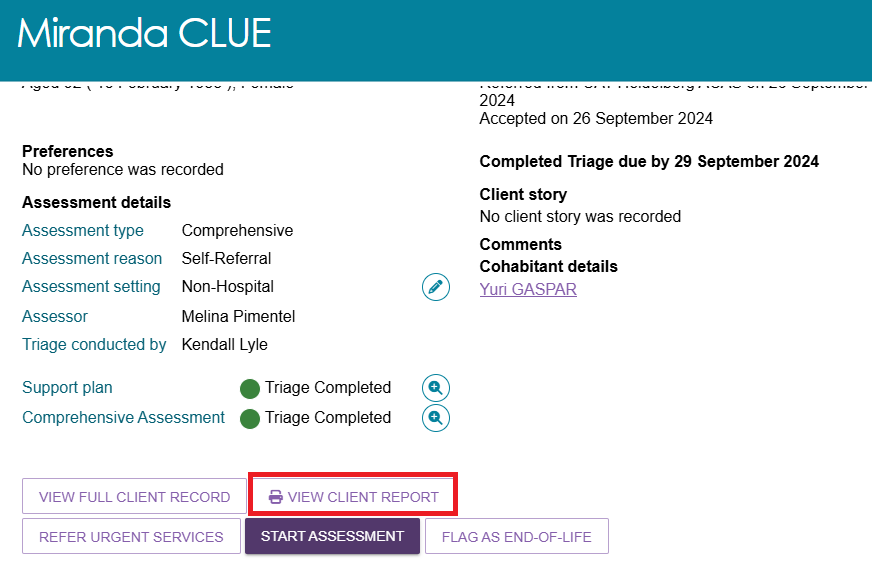 Miranda CLUE
2024
Accepted on 26 September 2024
Preferences
No preference was recorded
Completed Triage due by 29 September 2024
Assessment details
Client story
Assessment type Comprehensive
No client story was recorded
Assessment reason Self-Referral
Comments
Assessment setting Non-Hospital
Cohabitant details
Yuri GASPAR
Assessor Melina Pimentel
Triage conducted by Kendall Lyle
Support plan Triage Completed
Comprehensive Assessment Triage Completed
VIEW FULL CLIENT RECORD VIEW CLIENT REPORT
REFER URGENT SERVICES START ASSESSMENT FLAG AS END-OF-LIFE